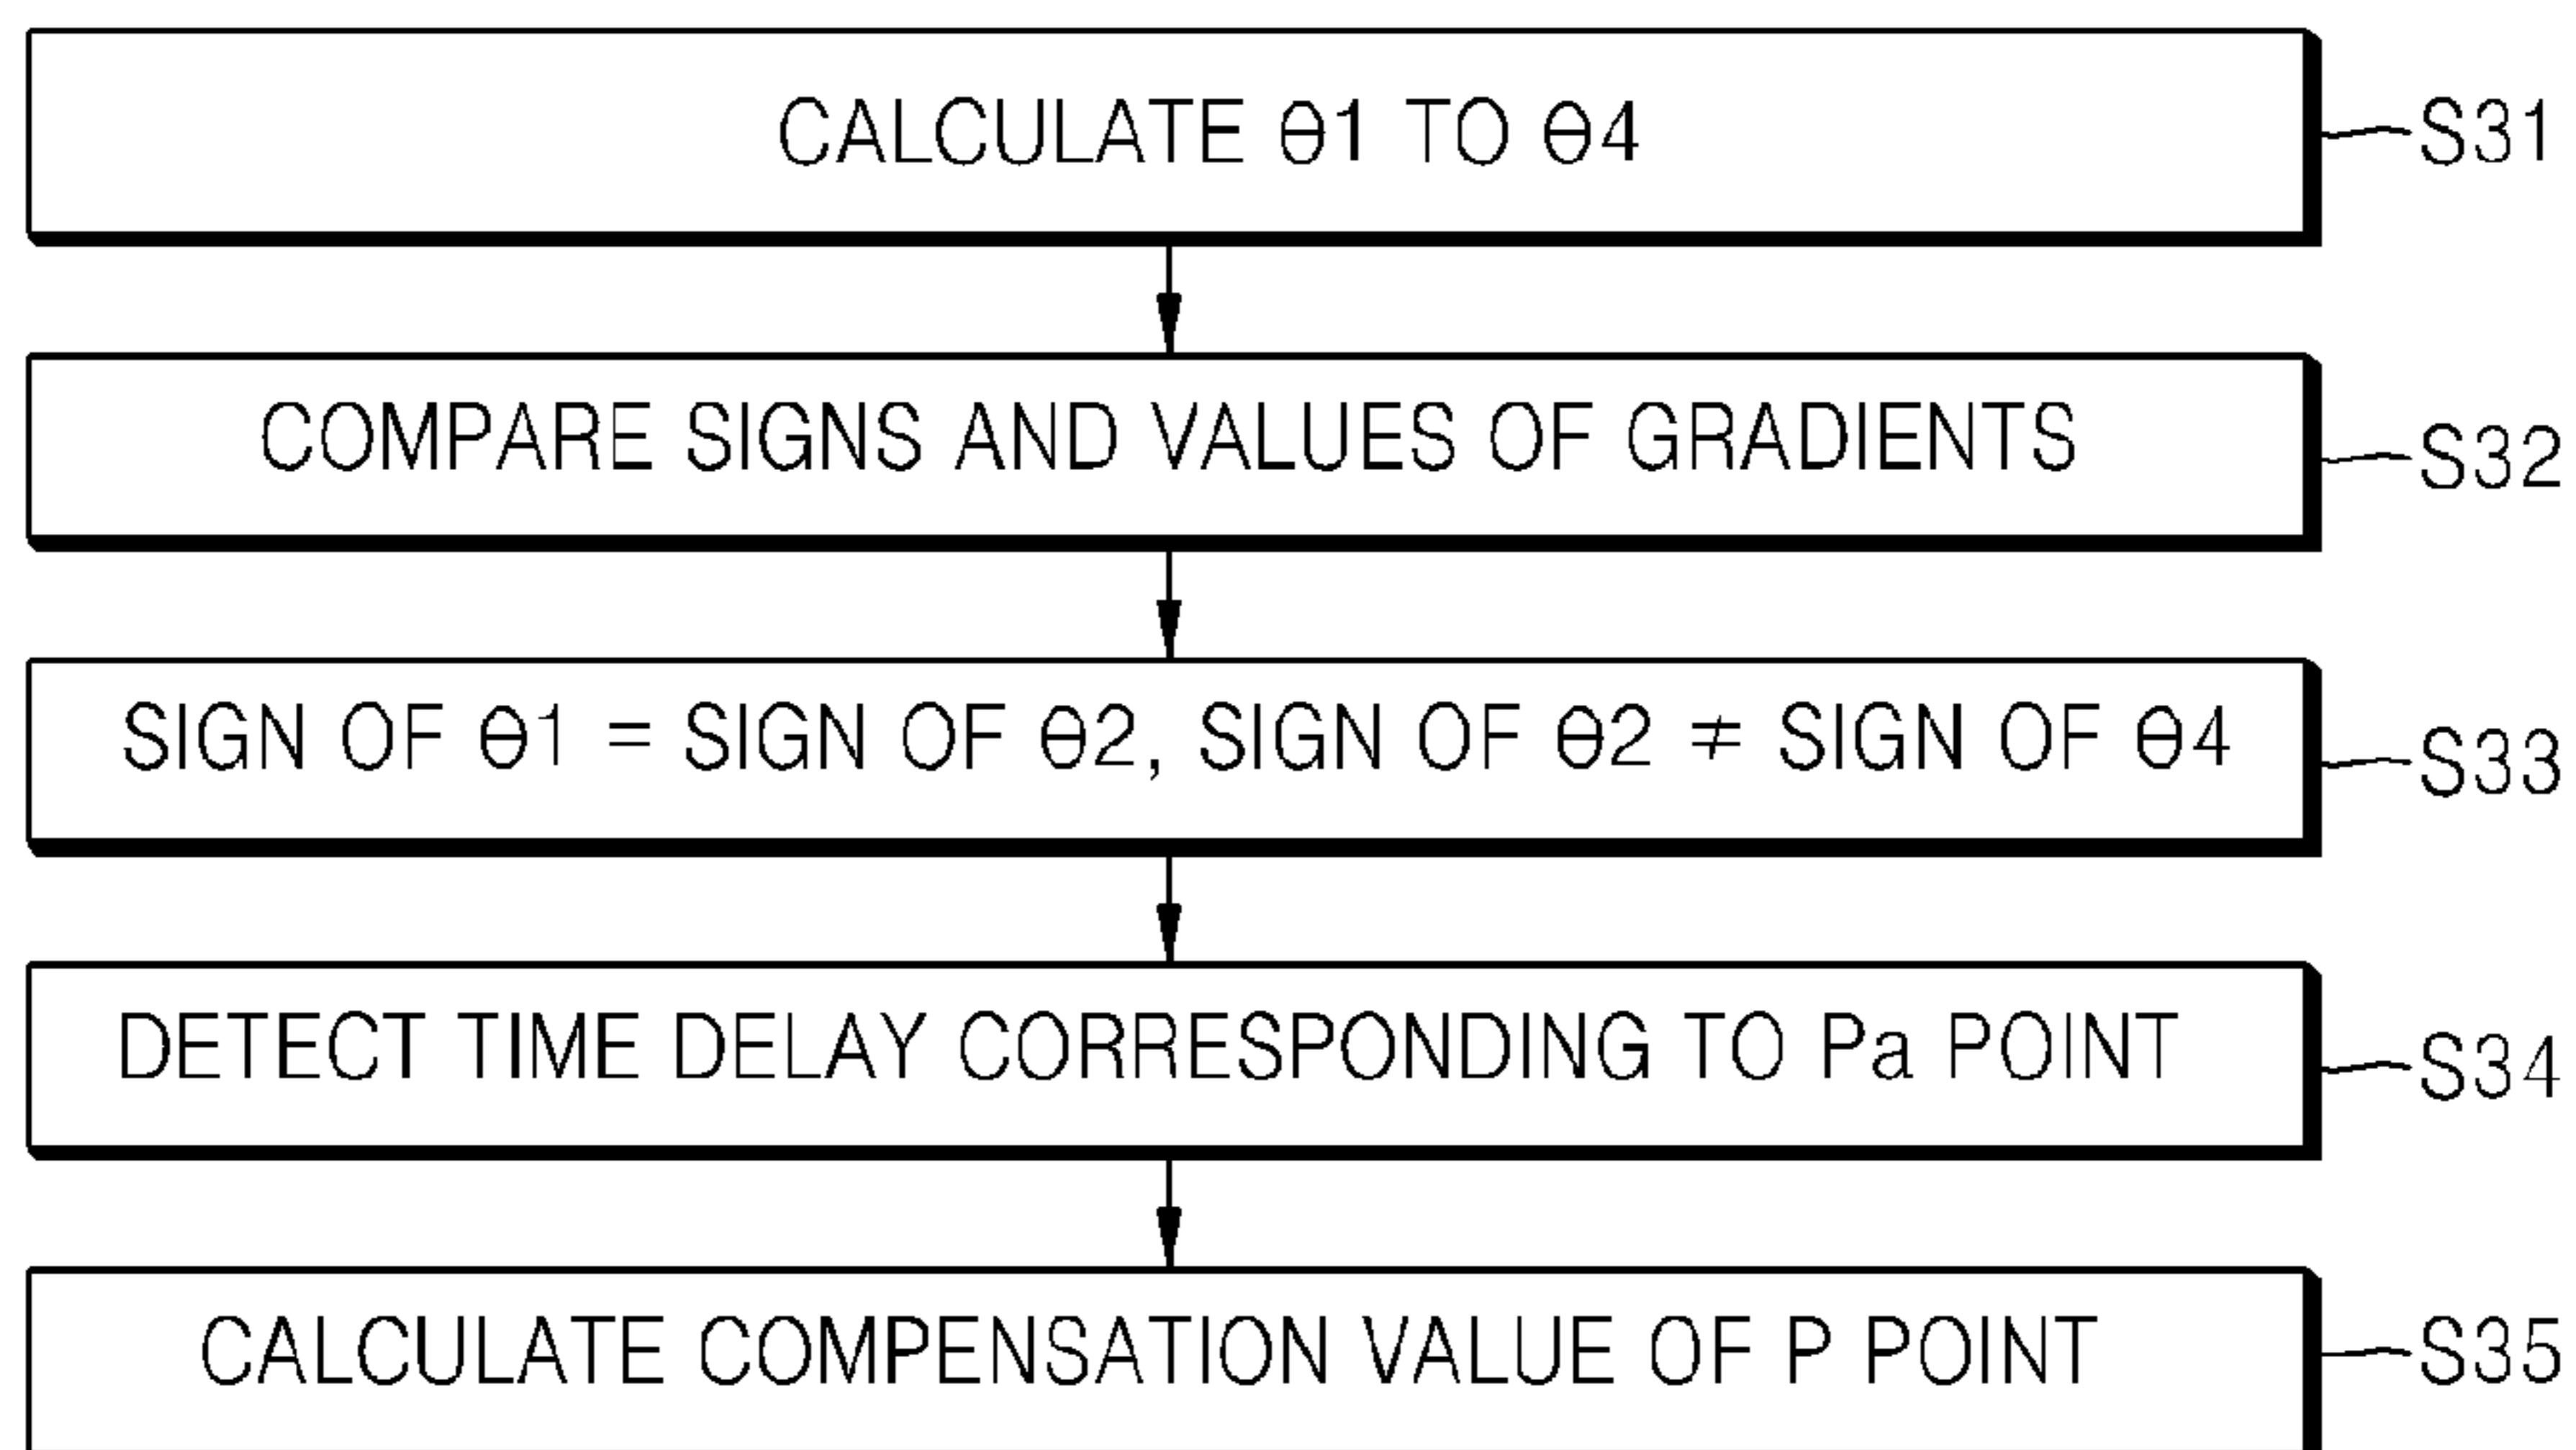 CALCULATE θ1 TO θ4
S31
COMPARE SIGNS AND VALUES OF GRADIENTS
S32
SIGN OF θ1 = SIGN OF θ2, SIGN OF θ2 ≠ SIGN OF θ4
S33
DETECT TIME DELAY CORRESPONDING TO Pa POINT
S34
CALCULATE COMPENSATION VALUE OF P POINT
S35